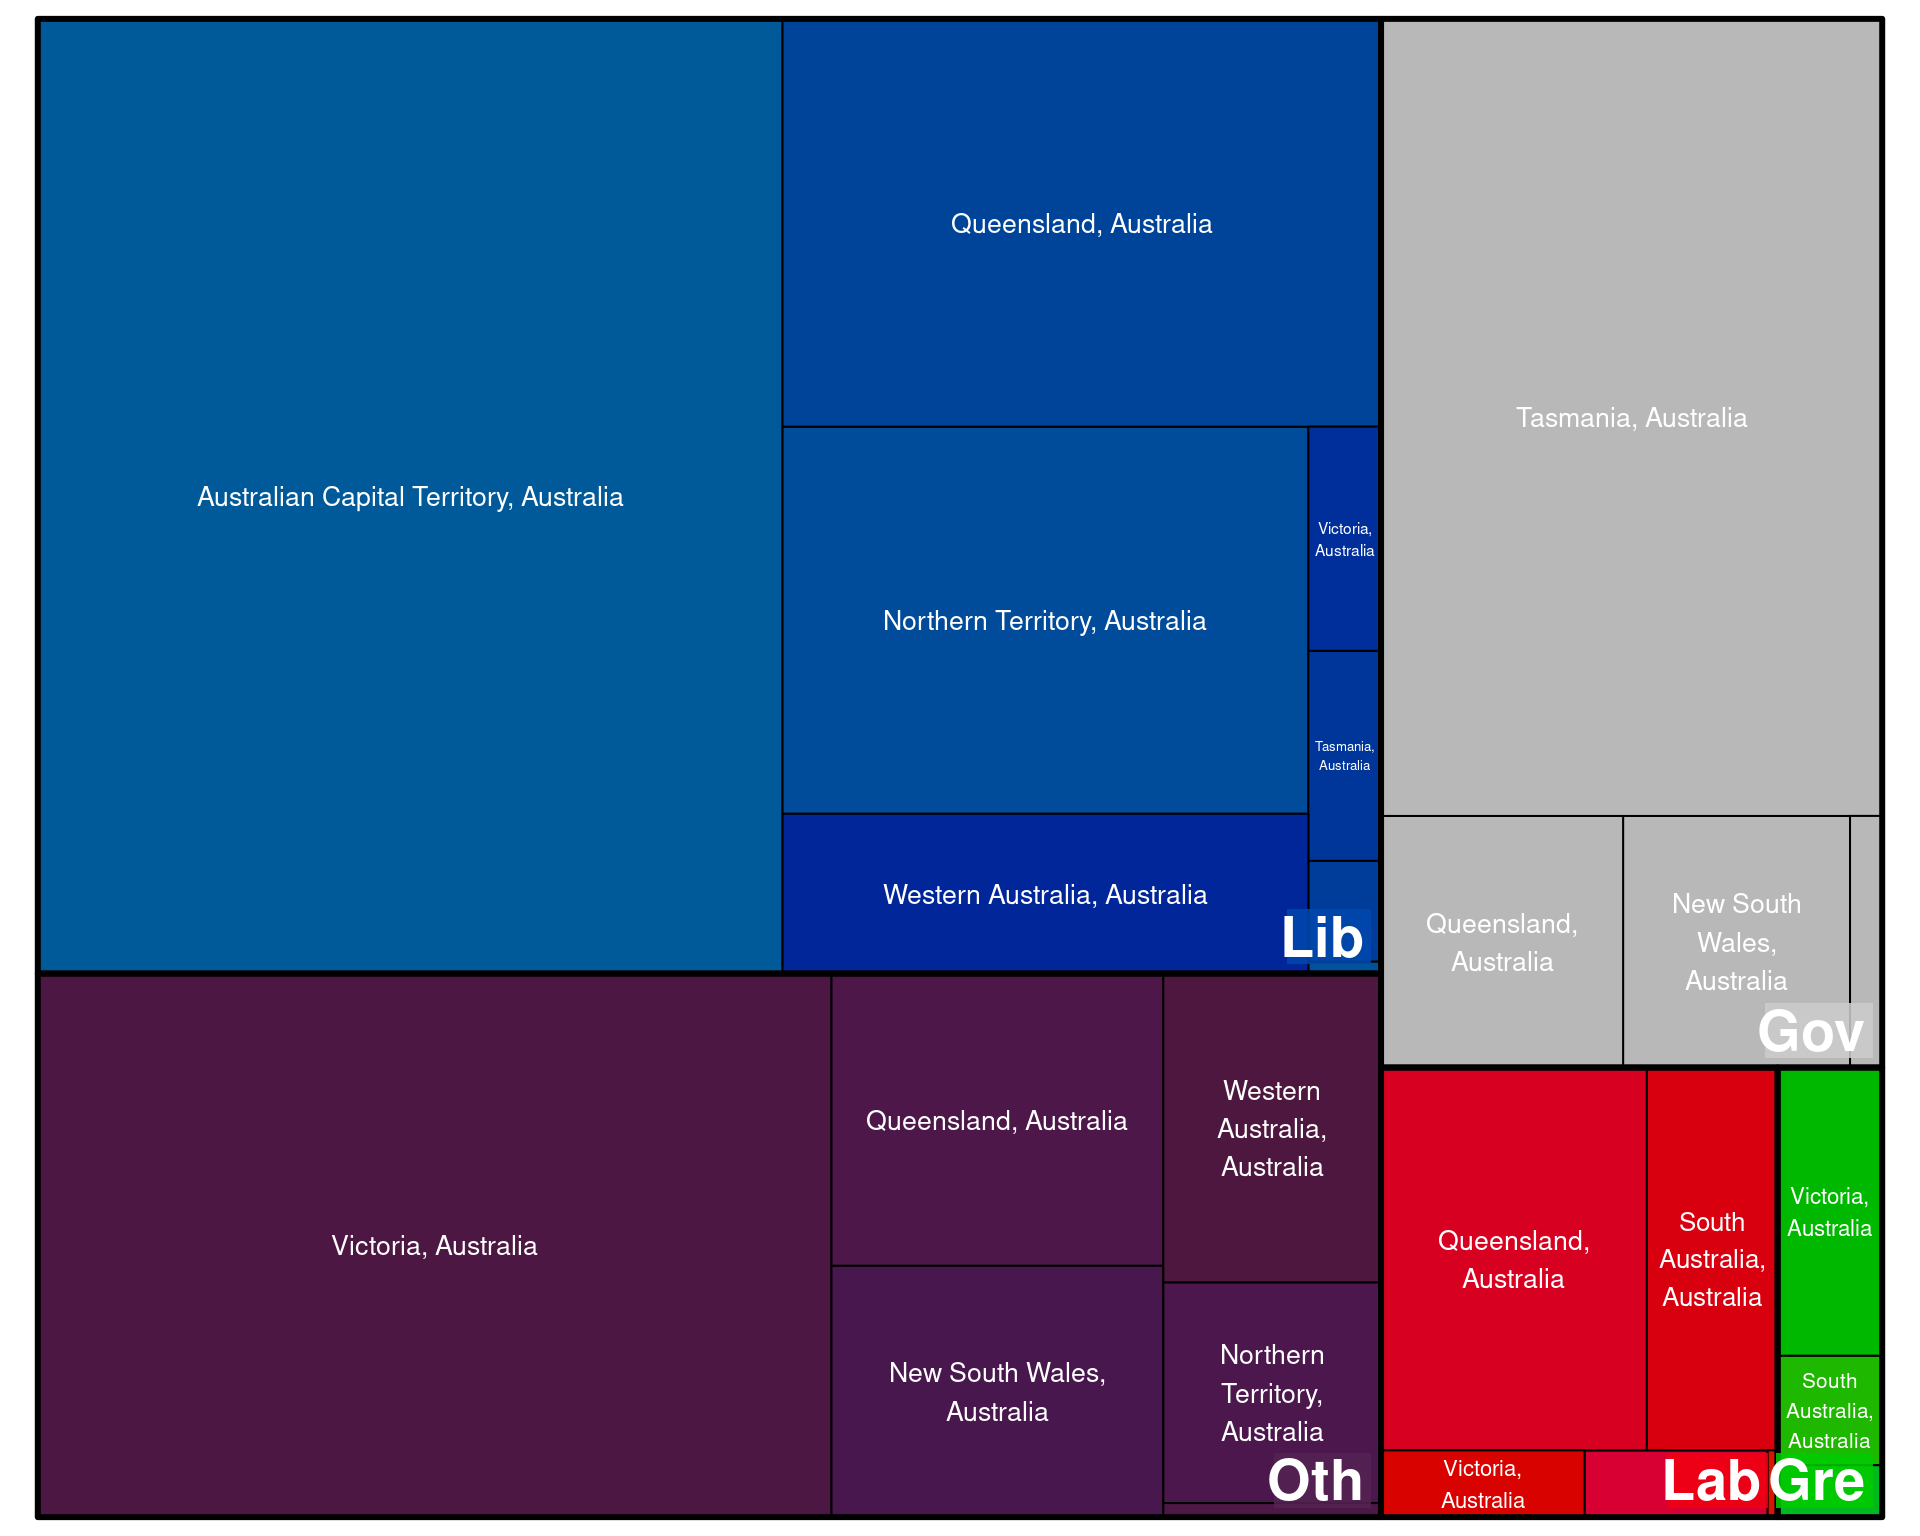 Australian Capital Territory, Australia
Queensland, Australia
Northern Territory, Australia
Victoria,
Australia
Tasmania,
Australia
Western Australia, Australia
Lib
Tasmania, Australia
Queensland,
Australia
New South
Wales,
Australia
Gov
Victoria, Australia
Queensland, Australia
New South Wales,
Australia
Western
Australia,
Australia
Northern
Territory,
Australia
Oth
Queensland,
Australia
South
Australia,
Australia
Victoria,
Australia
Lab
Victoria,
Australia
South
Australia,
Australia
Gre